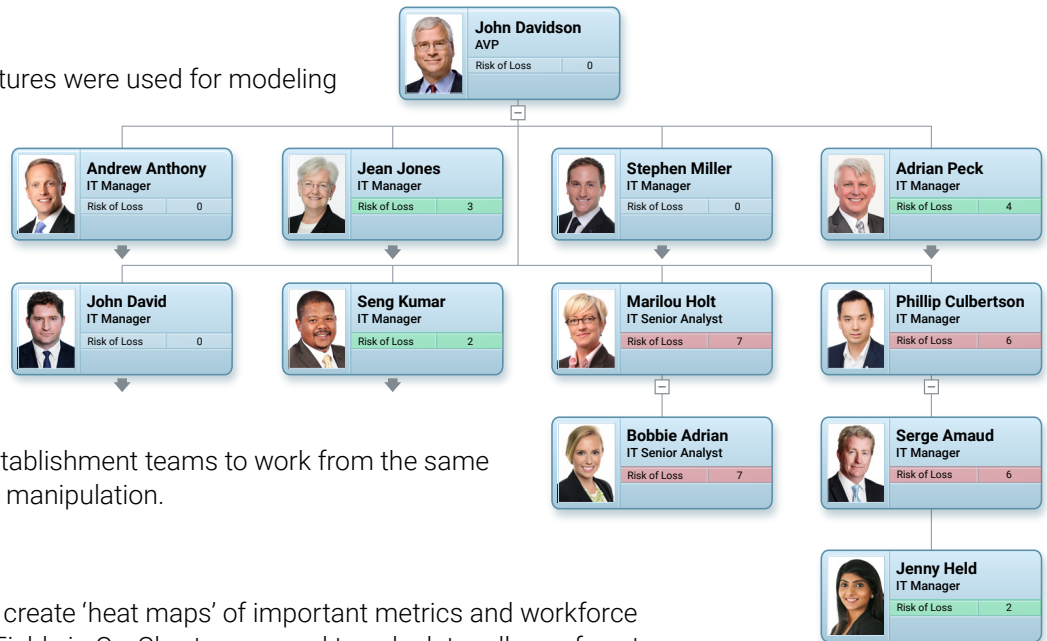 John Davidson
AVP
Risk of Loss 0
tures were used for modeling
Andrew Anthony
IT Manager
Risk of Loss 0
Jean Jones
IT Manager
Risk of Loss 3
Stephen Miller
IT Manager
Risk of Loss 0
Adrian Peck
IT Manager
Risk of Loss 4
John David
IT Manager
Risk of Loss 0
Seng Kumar
IT Manager
Risk of Loss 2
Marilou Holt
IT Senior Analyst
Risk of Loss 7
Phillip Culbertson
IT Manager
Risk of Loss 6
tablishment teams to work from the same
manipulation.
Bobbie Adrian
IT Senior Analyst
Risk of Loss 7
Serge Amaud
IT Manager
Risk of Loss 6
Jenny Held
IT Manager
Risk of Loss 2
create ‘heat maps’ of important metrics and workforce